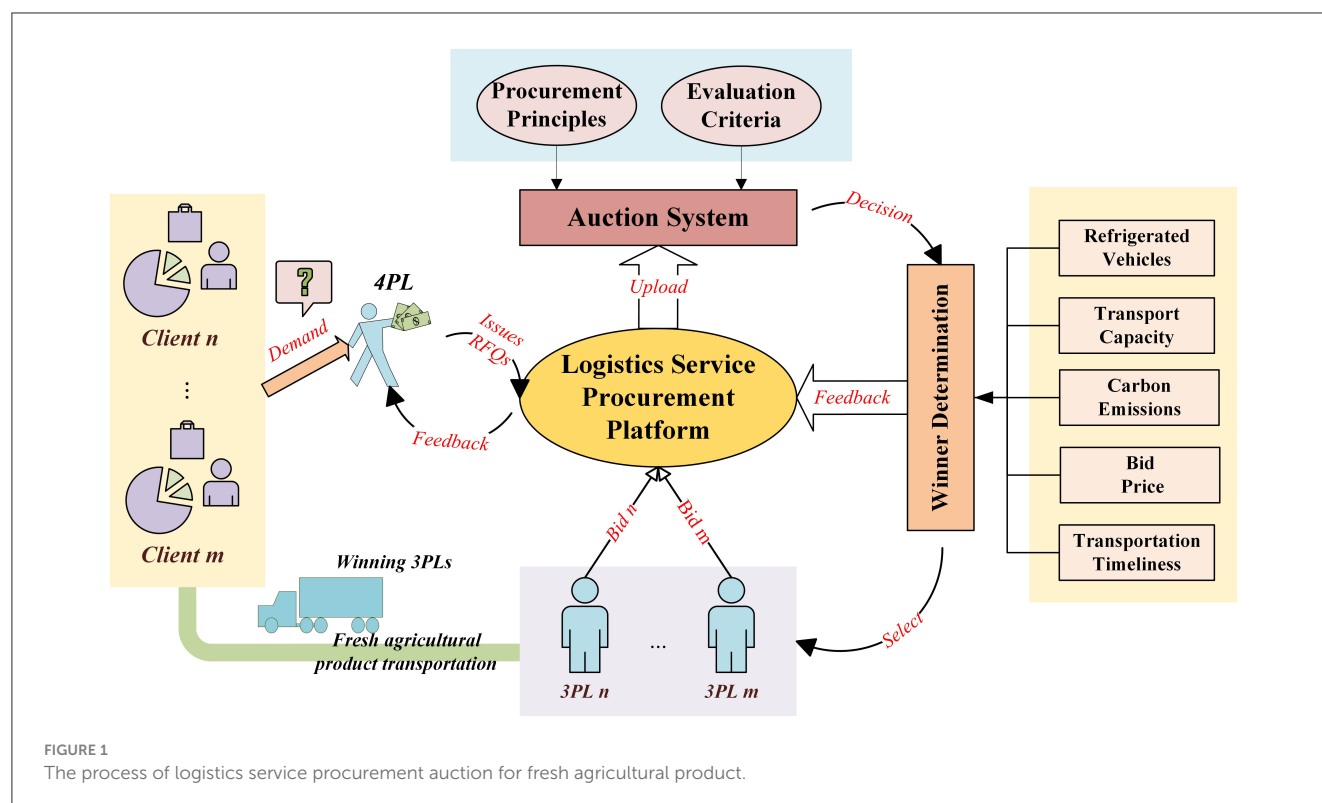 Procurement
Principles
Evaluation
Criteria
Auction System
Decision
Upload
Client n
...
Client m
Demand
?
4PL
Issues
RFQs
Feedback
Logistics Service
Procurement
Platform
Feedback
Winner Determination
Refrigerated
Vehicles
Transport
Capacity
Carbon
Emissions
Bid
Price
Transportation
Timeliness
Bid n
Bid m
Select
Winning 3PLs
Fresh agricultural
product transportation
3PL n
...
3PL m
FIGURE 1
The process of logistics service procurement auction for fresh agricultural product.